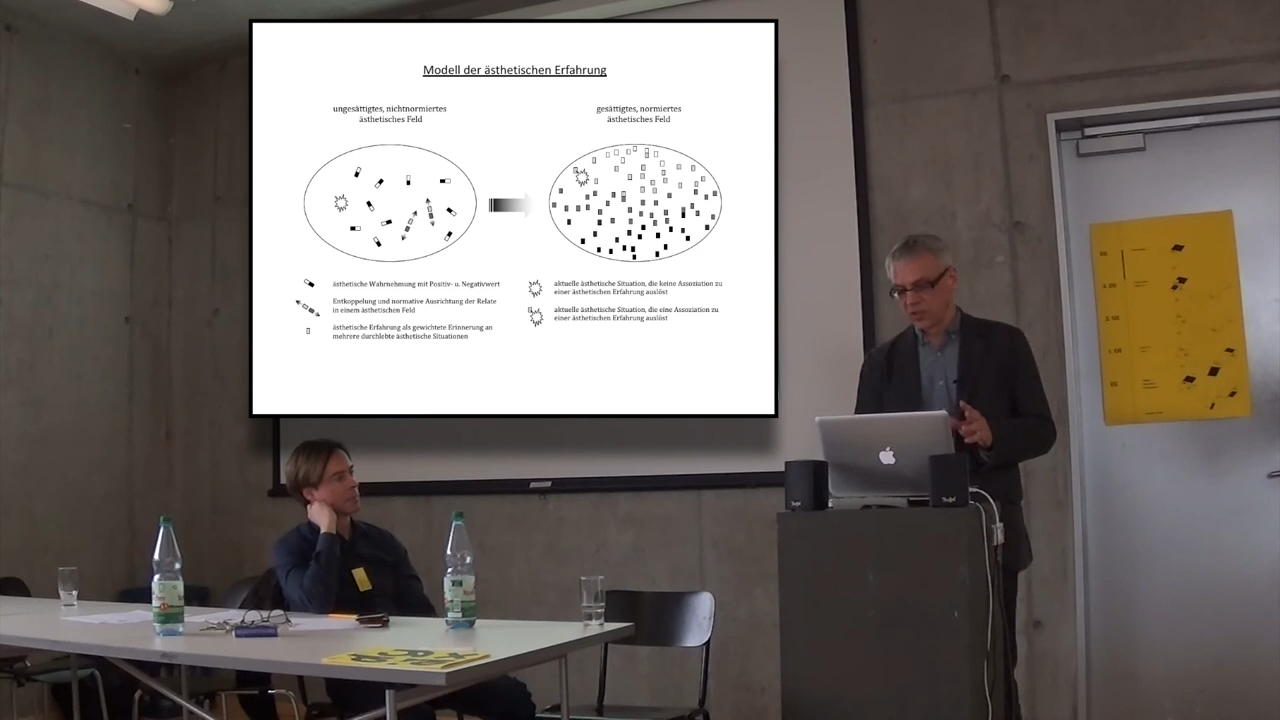 Modell der ästhetischen Erfahrung
ungesättigtes, nichtnormiertes
ästhetisches Feld
gesättigtes, normiertes
ästhetisches Feld
ästhetische Wahrnehmung mit Positiv- u. Negativwert
Entkoppelung und normative Ausrichtung der Relate
in einem ästhetischen Feld
ästhetische Erfahrung als gewichtete Erinnerung an
mehrere durchlebte ästhetische Situationen
aktuelle ästhetische Situation, die keine Assoziation zu
einer ästhetischen Erfahrung auslöst
aktuelle ästhetische Situation, die eine Assoziation zu
einer ästhetischen Erfahrung auslöst